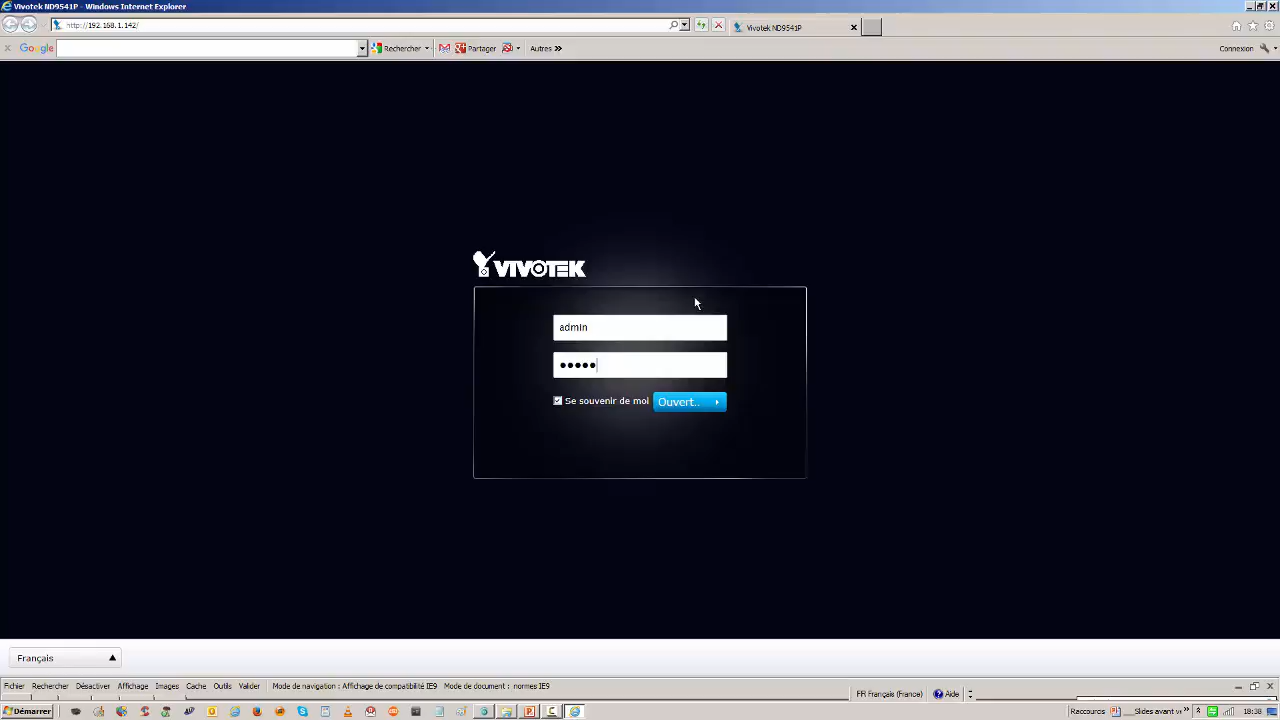 Vivotek ND9541P - Windows Internet Explorer
http://192.168.1.142/
Vivotek ND9541P
Google
Rechercher
Partager
Autres »
Connexion
VIVOTEK
admin
●●●●●
Se souvenir de moi
Ouvert..
Français
Fichier Rechercher Désactiver Affichage Images Cache Outils Valider Mode de navigation : Affichage de compatibilité IE9 Mode de document : normes IE9
FR Français (France) Aide
Démarrer
Raccourcis
_Slides avant v
18:38